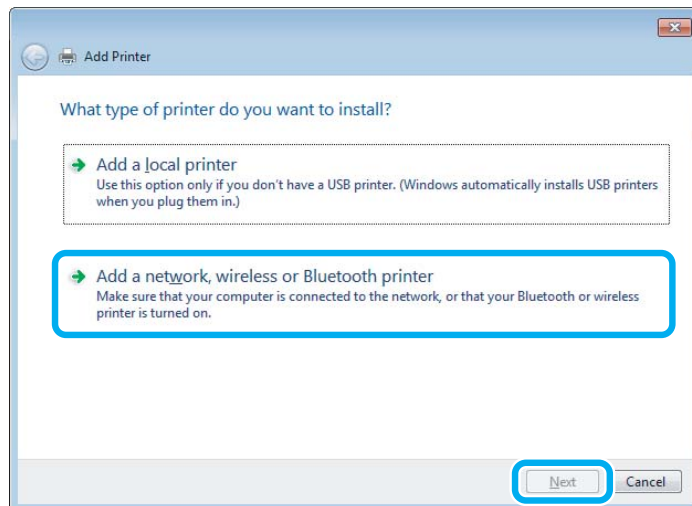 Add Printer
What type of printer do you want to install?
Add a local printer
Use this option only if you don't have a USB printer. (Windows automatically installs USB printers
when you plug them in.)
Add a network, wireless or Bluetooth printer
Make sure that your computer is connected to the network, or that your Bluetooth or wireless
printer is turned on.
Next
Cancel